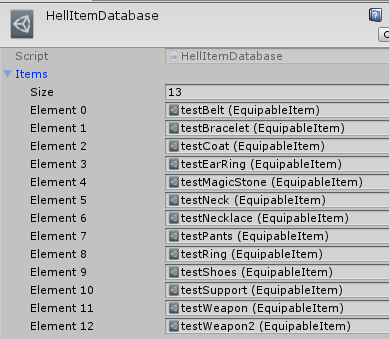 HellItemDatabase
Script HellItemDatabase
Items
Size 13
Element 0 testBelt (EquipableItem)
Element 1 testBracelet (EquipableItem)
Element 2 testCoat (EquipableItem)
Element 3 testEarRing (EquipableItem)
Element 4 testMagicStone (EquipableItem)
Element 5 testNeck (EquipableItem)
Element 6 testNecklace (EquipableItem)
Element 7 testPants (EquipableItem)
Element 8 testRing (EquipableItem)
Element 9 testShoes (EquipableItem)
Element 10 testSupport (EquipableItem)
Element 11 testWeapon (EquipableItem)
Element 12 testWeapon2 (EquipableItem)